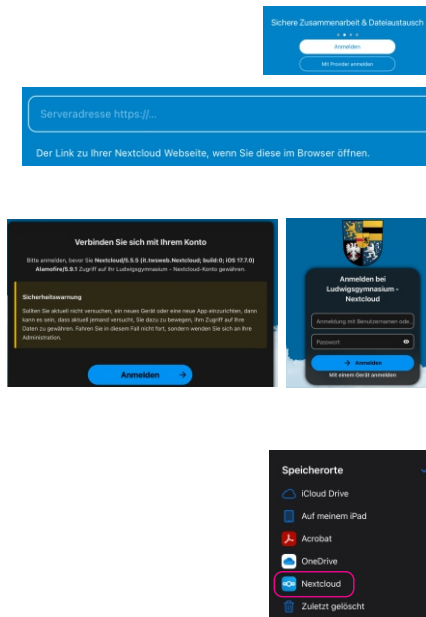 Sichere Zusammenarbeit & Dateiaustausch
Anmelden
Mit Provider anmelden
Serveradresse https://...
Der Link zu Ihrer Nextcloud Webseite, wenn Sie diese im Browser öffnen.
Verbinden Sie sich mit Ihrem Konto
Bitte anmelden, bevor Sie Nextcloud/5.5.5 (it.twsweb.Nextcloud; build:0; iOS 17.7.0)
Alamofire/5.9.1 Zugriff auf Ihr Ludwigsgymnasium - Nextcloud-Konto gewähren.
Sicherheitswarnung
Sollten Sie aktuell nicht versuchen, ein neues Gerät oder eine neue App einzurichten, dann
kann es sein, dass aktuell jemand versucht, Sie dazu zu bewegen, ihm Zugriff auf Ihre
Daten zu gewähren. Fahren Sie in diesem Fall nicht fort, sondern wenden Sie sich an Ihre
Administration.
Anmelden
Anmelden bei
Ludwigsgymnasium -
Nextcloud
Anmeldung mit Benutzernamen ode
Passwort
Anmelden
Mit einem Gerät anmelden
Speicherorte
iCloud Drive
Auf meinem iPad
Acrobat
OneDrive
Nextcloud
Zuletzt gelöscht